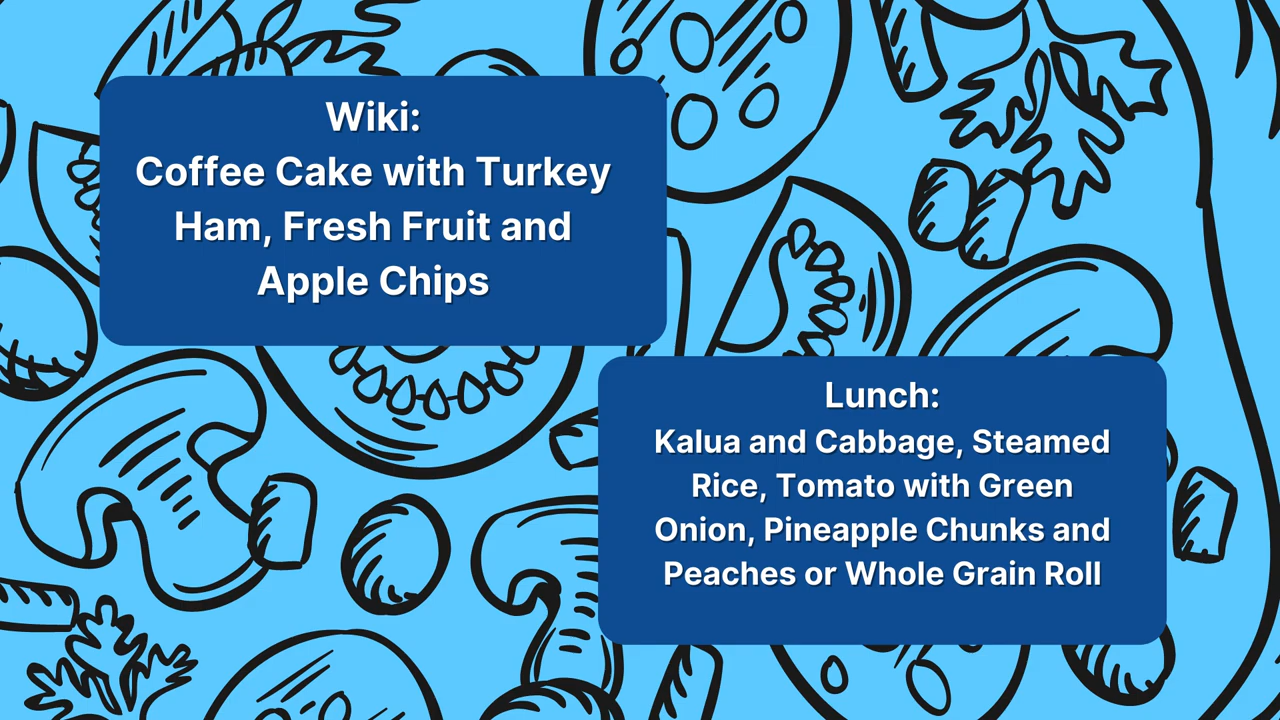 Wiki:
Coffee Cake with Turkey
Ham, Fresh Fruit and
Apple Chips
Lunch:
Kalua and Cabbage, Steamed
Rice, Tomato with Green
Onion, Pineapple Chunks and
Peaches or Whole Grain Roll